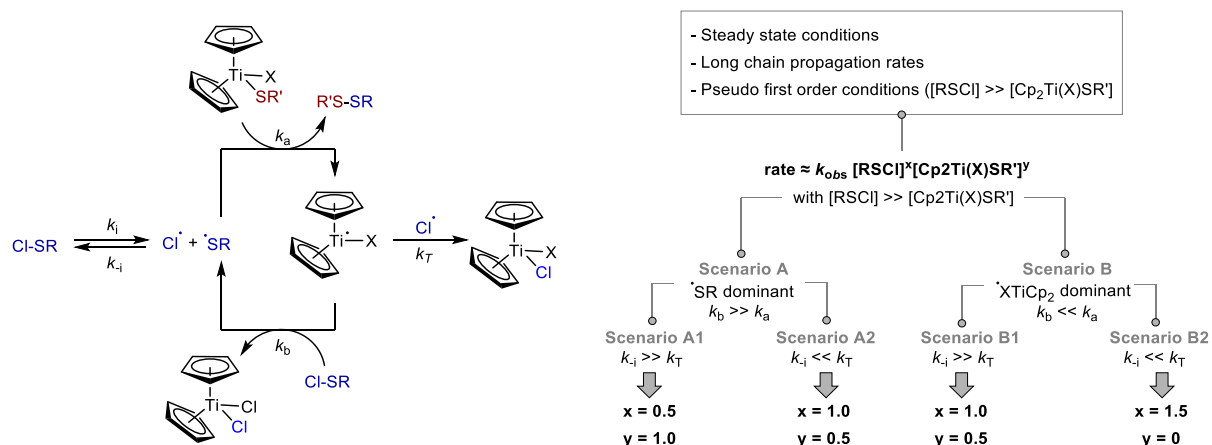 Ti
X
SR'
R'S-SR
ka
ki
k-i
Cl-SR
Cl• + •SR
Ti•
X
Cl•
kT
Ti
X
Cl
kb
Cl-SR
Ti
Cl
Cl
- Steady state conditions
- Long chain propagation rates
- Pseudo first order conditions ([RSCl] >> [Cp2Ti(X)SR']
rate ≈ kobs [RSCl]x[Cp2Ti(X)SR']y
with [RSCl] >> [Cp2Ti(X)SR']
Scenario A
•SR dominant
kb >> ka
Scenario B
•XTiCp2 dominant
kb << ka
Scenario A1
k-i >> kT
x = 0.5
y = 1.0
Scenario A2
k-i << kT
x = 1.0
y = 0.5
Scenario B1
k-i >> kT
x = 1.0
y = 0.5
Scenario B2
k-i << kT
x = 1.5
y = 0